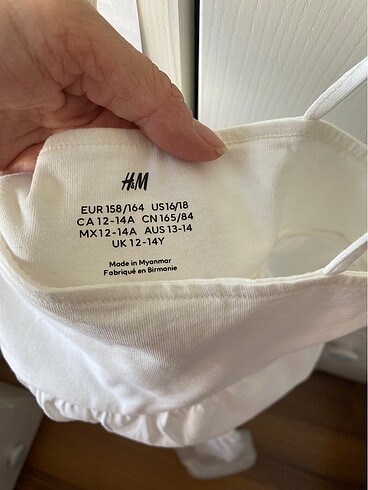 H&M
EUR 158/164 US16/18
CA 12-14A CN 165/84
MX12-14A AUS 13-14
UK 12-14Y
Made in Myanmar
Fabriqué en Birmanie